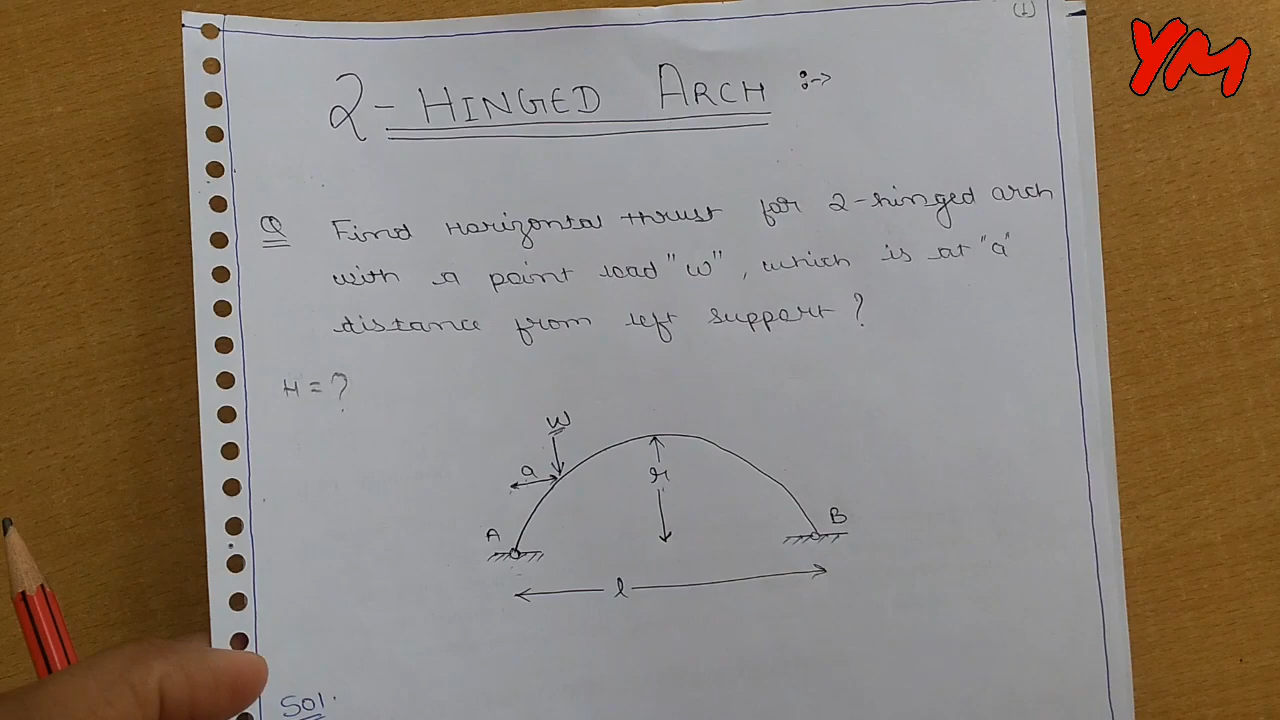 (1)
YM
2-HINGED ARCH :->
Q Find Horizontal thrust for 2-hinged arch
with a point load "W", which is at "a"
distance from left support?
H = ?
W
a
r
A
B
l
Sol.